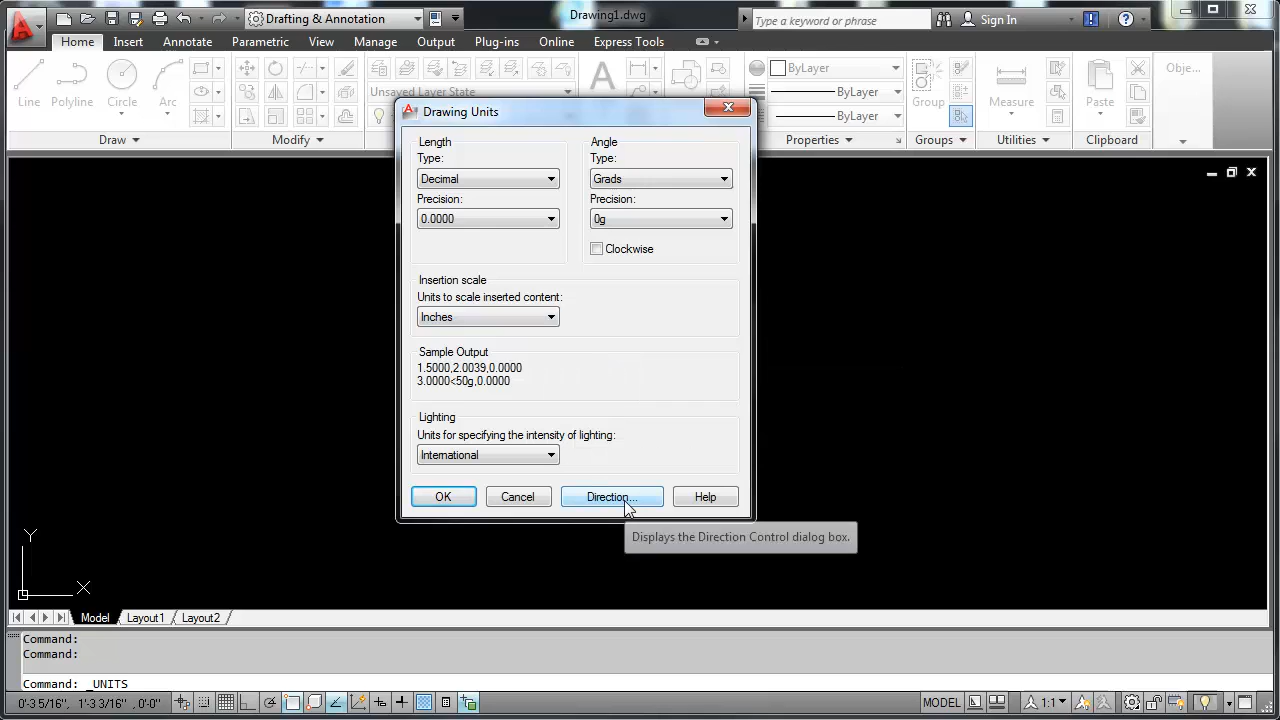 Drafting & Annotation
Drawing1.dwg
Type a keyword or phrase
Sign In
Home
Insert
Annotate
Parametric
View
Manage
Output
Plug-ins
Online
Express Tools
Line
Polyline
Circle
Arc
Unsaved Layer State
ByLayer
ByLayer
ByLayer
Group
Measure
Paste
Obje...
Draw
Modify
Properties
Groups
Utilities
Clipboard
Drawing Units
Length
Type:
Decimal
Precision:
0.0000
Angle
Type:
Grads
Precision:
0g
Clockwise
Insertion scale
Units to scale inserted content:
Inches
Sample Output
1.5000,2.0039,0.0000
3.0000<50g,0.0000
Lighting
Units for specifying the intensity of lighting:
International
OK
Cancel
Direction...
Help
Displays the Direction Control dialog box.
Y
X
Model
Layout1
Layout2
Command:
Command:
Command: _UNITS
0'-3 5/16", 1'-3 3/16", 0'-0"
MODEL
1:1